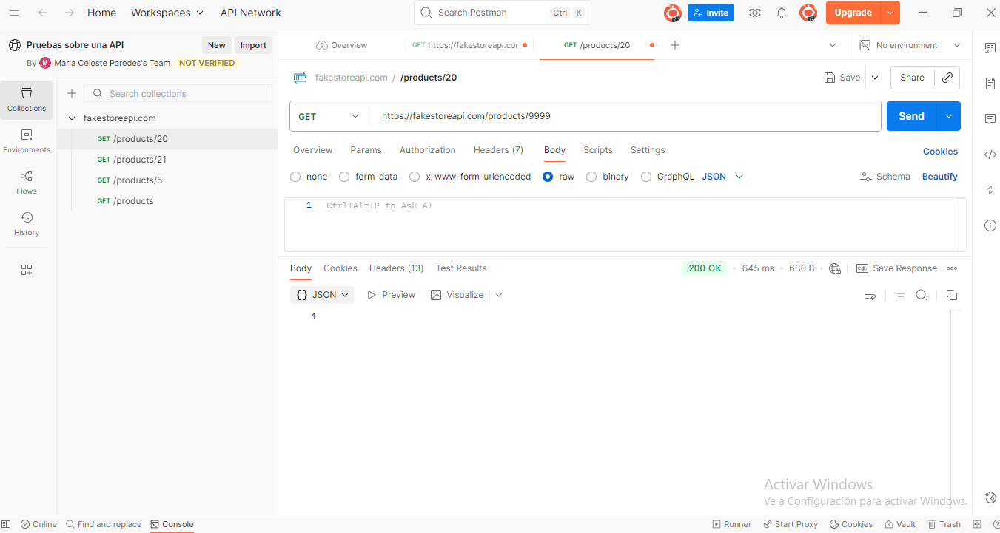 Home Workspaces API Network Search Postman Ctrl K Invite Upgrade
Pruebas sobre una API New Import
By M Maria Celeste Paredes's Team NOT VERIFIED
Overview GET https://fakestoreapi.cor GET /products/20 No environment
Collections
Environments
Flows
History
Search collections
fakestoreapi.com
GET /products/20
GET /products/21
GET /products/5
GET /products
HTTP fakestoreapi.com / /products/20 Save Share
GET https://fakestoreapi.com/products/9999 Send
Overview Params Authorization Headers (7) Body Scripts Settings Cookies
none form-data x-www-form-urlencoded raw binary GraphQL JSON Schema Beautify
1 Ctrl+Alt+P to Ask AI
Body Cookies Headers (13) Test Results 200 OK • 645 ms • 630 B • e.g. Save Response
{} JSON Preview Visualize
1
Activar Windows
Ve a Configuración para activar Windows.
Online Find and replace Console Runner Start Proxy Cookies Vault Trash